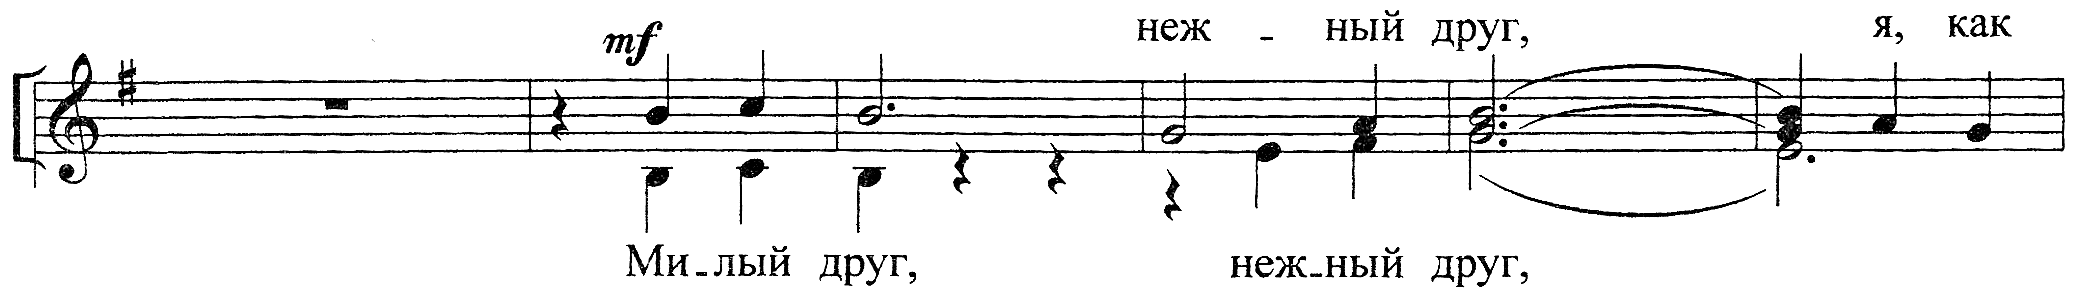 неж - ный друг, я, как
mf
Ми-лый друг, неж-ный друг,